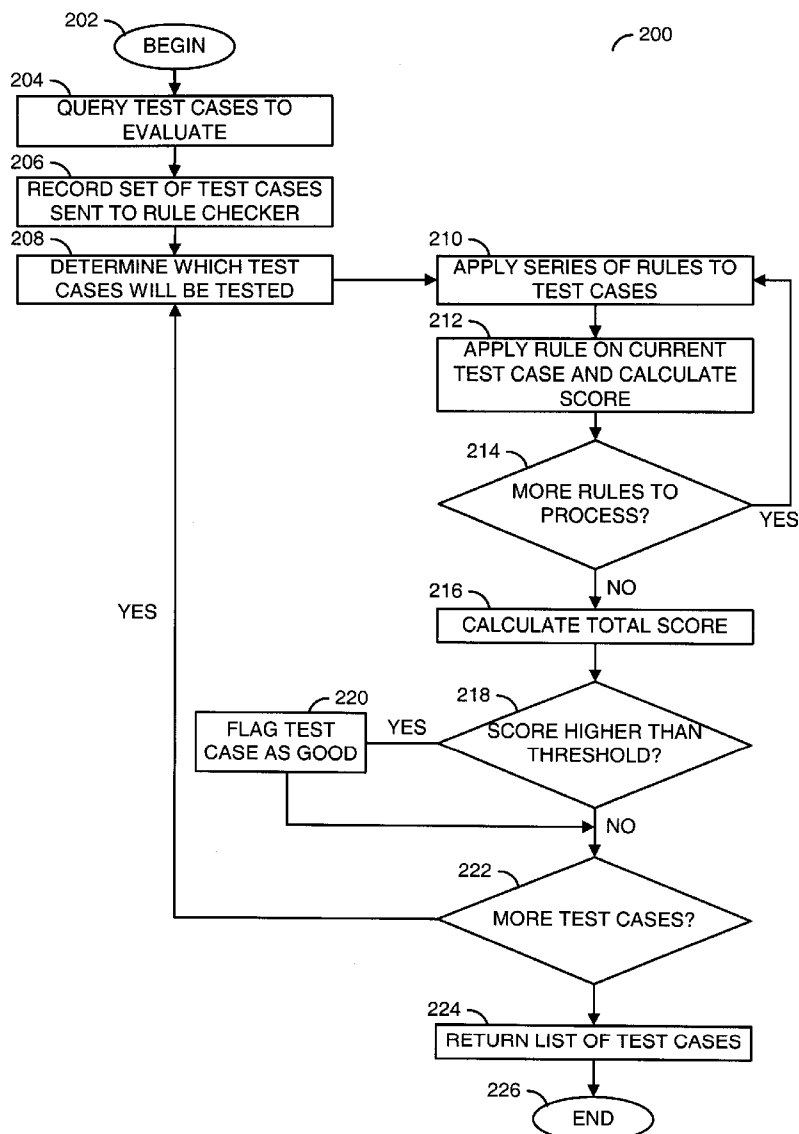 202
BEGIN
200
204
QUERY TEST CASES TO
EVALUATE
206
RECORD SET OF TEST CASES
SENT TO RULE CHECKER
208
DETERMINE WHICH TEST
CASES WILL BE TESTED
210
APPLY SERIES OF RULES TO
TEST CASES
212
APPLY RULE ON CURRENT
TEST CASE AND CALCULATE
SCORE
214
MORE RULES TO
PROCESS?
YES
NO
216
CALCULATE TOTAL SCORE
YES
218
SCORE HIGHER THAN
THRESHOLD?
YES
220
FLAG TEST
CASE AS GOOD
NO
222
MORE TEST CASES?
224
RETURN LIST OF TEST CASES
226
END